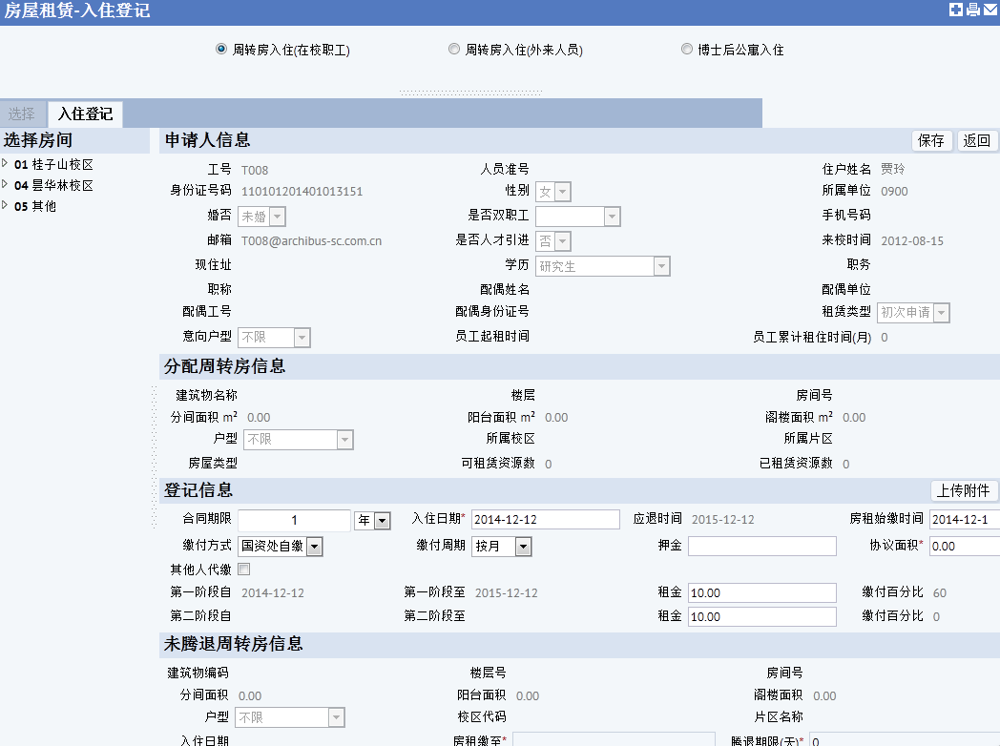 房屋租赁-入住登记
周转房入住(在校职工) 周转房入住(外来人员) 博士后公寓入住
选择 入住登记
选择房间
01 桂子山校区
04 昙华林校区
05 其他
申请人信息 保存 返回
工号 T008 人员准号 住户姓名 贾玲
身份证号码 110101201401013151 性别 女 所属单位 0900
婚否 未婚 是否双职工 手机号码
邮箱 T008@archibus-sc.com.cn 是否人才引进 否 来校时间 2012-08-15
现住址 学历 研究生 职务
职称 配偶姓名 配偶单位
配偶工号 配偶身份证号 租赁类型 初次申请
意向户型 不限 员工起租时间 员工累计租住时间(月) 0
分配周转房信息
建筑物名称 楼层 房间号
分间面积 m² 0.00 阳台面积 m² 0.00 阁楼面积 m² 0.00
户型 不限 所属校区 所属片区
房屋类型 可租赁资源数 0 已租赁资源数 0
登记信息 上传附件
合同期限 1 年 入住日期* 2014-12-12 应退时间 2015-12-12 房租始缴时间 2014-12-1
缴付方式 国资处自缴 缴付周期 按月 押金 协议面积* 0.00
其他人代缴
第一阶段自 2014-12-12 第一阶段至 2015-12-12 租金 10.00 缴付百分比 60
第二阶段自 第二阶段至 租金 10.00 缴付百分比 0
未腾退周转房信息
建筑物编码 楼层号 房间号
分间面积 0.00 阳台面积 0.00 阁楼面积 0.00
户型 不限 校区代码 片区名称
入住日期 房租缴至* 腾退期限(天)* 0